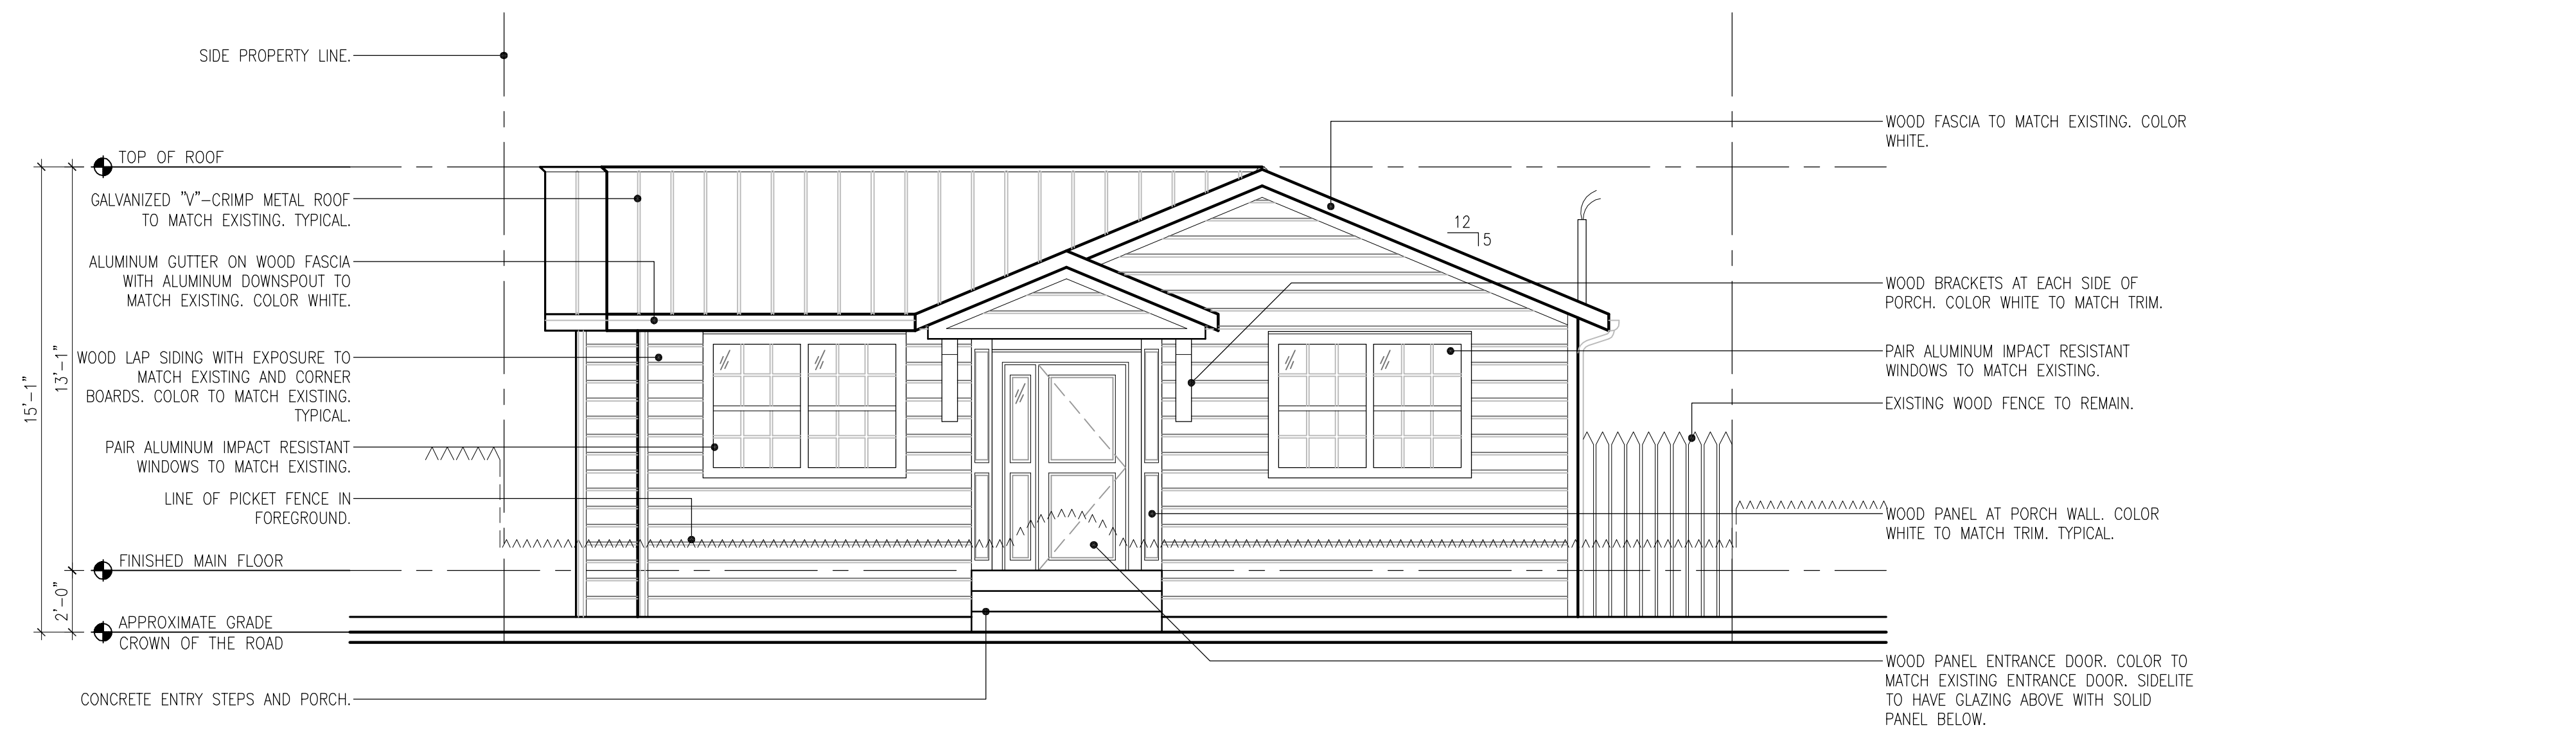 SIDE PROPERTY LINE.
TOP OF ROOF
GALVANIZED "V"-CRIMP METAL ROOF
TO MATCH EXISTING. TYPICAL.
ALUMINUM GUTTER ON WOOD FASCIA
WITH ALUMINUM DOWNSPOUT TO
MATCH EXISTING. COLOR WHITE.
WOOD LAP SIDING WITH EXPOSURE TO
MATCH EXISTING AND CORNER
BOARDS. COLOR TO MATCH EXISTING.
TYPICAL.
PAIR ALUMINUM IMPACT RESISTANT
WINDOWS TO MATCH EXISTING.
LINE OF PICKET FENCE IN
FOREGROUND.
FINISHED MAIN FLOOR
APPROXIMATE GRADE
CROWN OF THE ROAD
CONCRETE ENTRY STEPS AND PORCH.
15'-1"
13'-1"
2'-0"
12
5
WOOD FASCIA TO MATCH EXISTING. COLOR
WHITE.
WOOD BRACKETS AT EACH SIDE OF
PORCH. COLOR WHITE TO MATCH TRIM.
PAIR ALUMINUM IMPACT RESISTANT
WINDOWS TO MATCH EXISTING.
EXISTING WOOD FENCE TO REMAIN.
WOOD PANEL AT PORCH WALL. COLOR
WHITE TO MATCH TRIM. TYPICAL.
WOOD PANEL ENTRANCE DOOR. COLOR TO
MATCH EXISTING ENTRANCE DOOR. SIDELITE
TO HAVE GLAZING ABOVE WITH SOLID
PANEL BELOW.